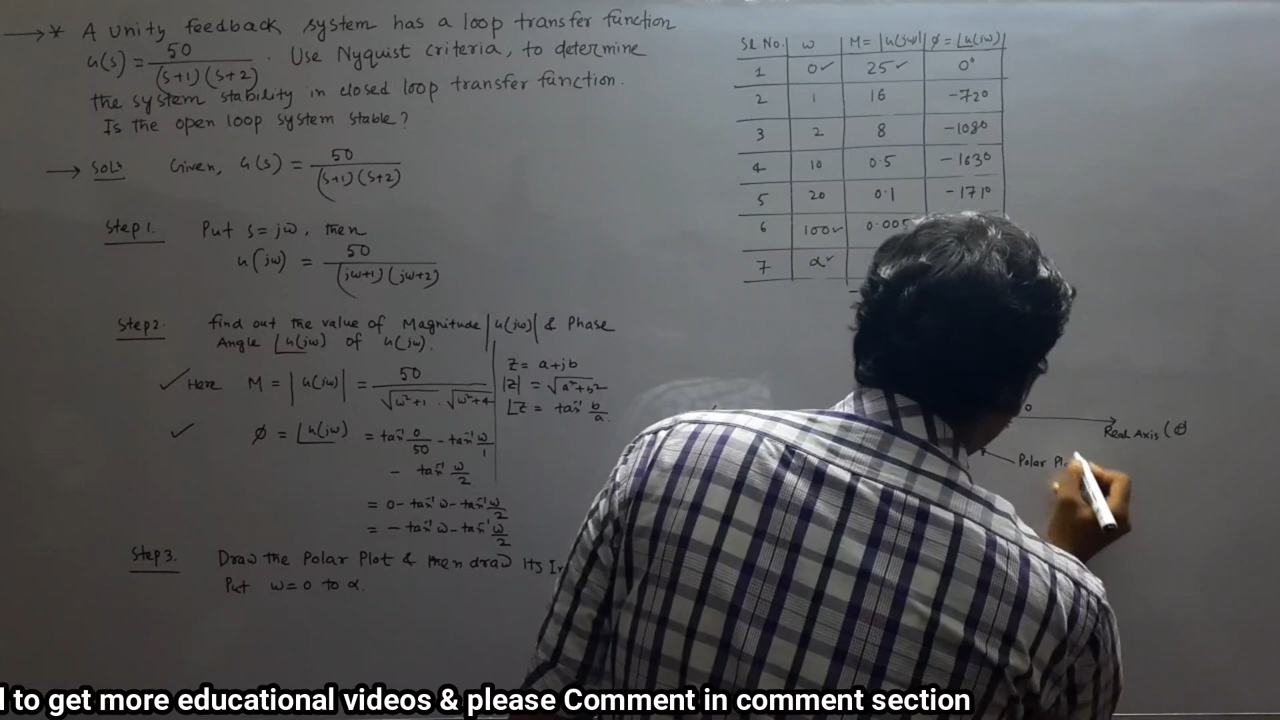 → * A unity feedback system has a loop transfer function
G(s) = 50 / (s+1)(s+2) . Use Nyquist criteria, to determine
the system stability in closed loop transfer function.
Is the open loop system stable?
→ Soln: Given, G(s) = 50 / (s+1)(s+2)
Step 1. Put s = jω, then
G(jω) = 50 / (jω+1)(jω+2)
Step 2. find out the value of Magnitude |G(jω)| & Phase
Angle ∠G(jω) of G(jω).
✓ Here M = |G(jω)| = 50 / √ω²+1 . √ω²+4
✓ ø = ∠G(jω) = tan⁻¹ 0/50 - tan⁻¹ ω/1
- tan⁻¹ ω/2
= 0 - tan⁻¹ ω - tan⁻¹ ω/2
= - tan⁻¹ ω - tan⁻¹ ω/2
z = a+jb
|z| = √a²+b²
∠z = tan⁻¹ b/a
Step 3. Draw the Polar Plot & then draw its
Put ω = 0 to α.
SL No. ω M = |G(jω)| ø = ∠G(jω)
1 0✓ 25✓ 0°
2 1 16 -72°
3 2 8 -108°
4 10 0.5 -163°
5 20 0.1 -171°
6 100✓ 0.005
7 α✓
0
Real Axis (
Polar
to get more educational videos & please Comment in comment section